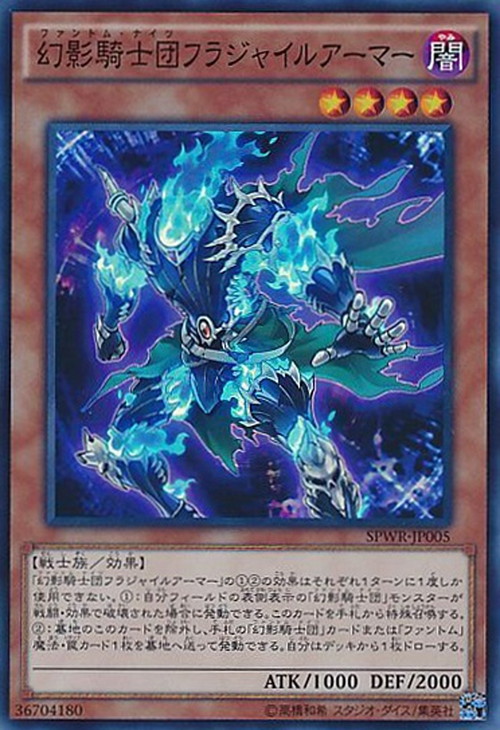 ファントム・ナイツ
幻影騎士団フラジャイルアーマー
やみ
闇
SPWR-JP005
【戦士族／効果】
「幻影騎士団フラジャイルアーマー」の①②の効果はそれぞれ1ターンに1度しか
使用できない。①：自分フィールドの表側表示の「幻影騎士団」モンスターが
戦闘・効果で破壊された場合に発動できる。このカードを手札から特殊召喚する。
②：墓地のこのカードを除外し、手札の「幻影騎士団」カードまたは「ファントム」
魔法・罠カード1枚を墓地へ送って発動できる。自分はデッキから1枚ドローする。
ATK/1000 DEF/2000
36704180
©高橋和希 スタジオ・ダイス/集英社